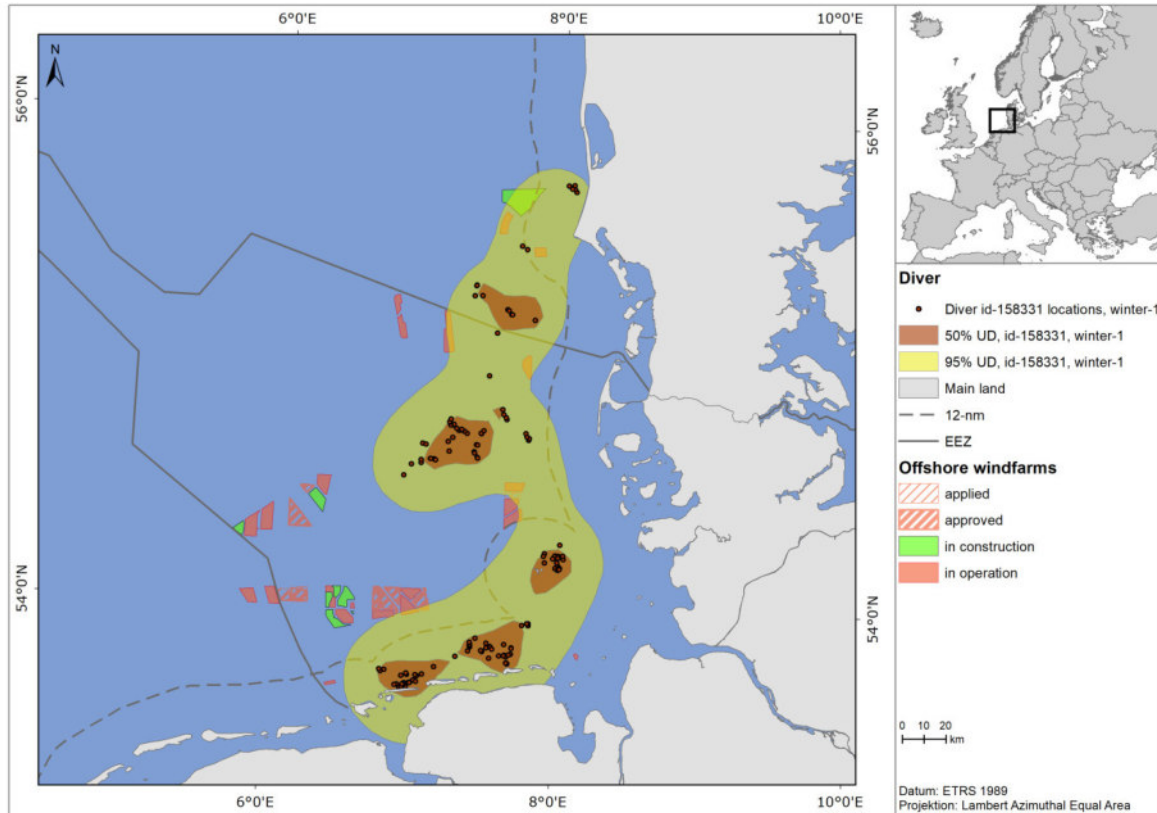 6°0'E
8°0'E
10°0'E
N
56°0'N
56°0'N
54°0'N
54°0'N
6°0'E
8°0'E
10°0'E
Diver
Diver id-158331 locations, winter-1
50% UD, id-158331, winter-1
95% UD, id-158331, winter-1
Main land
12-nm
EEZ
Offshore windfarms
applied
approved
in construction
in operation
0 10 20
km
Datum: ETRS 1989
Projektion: Lambert Azimuthal Equal Area